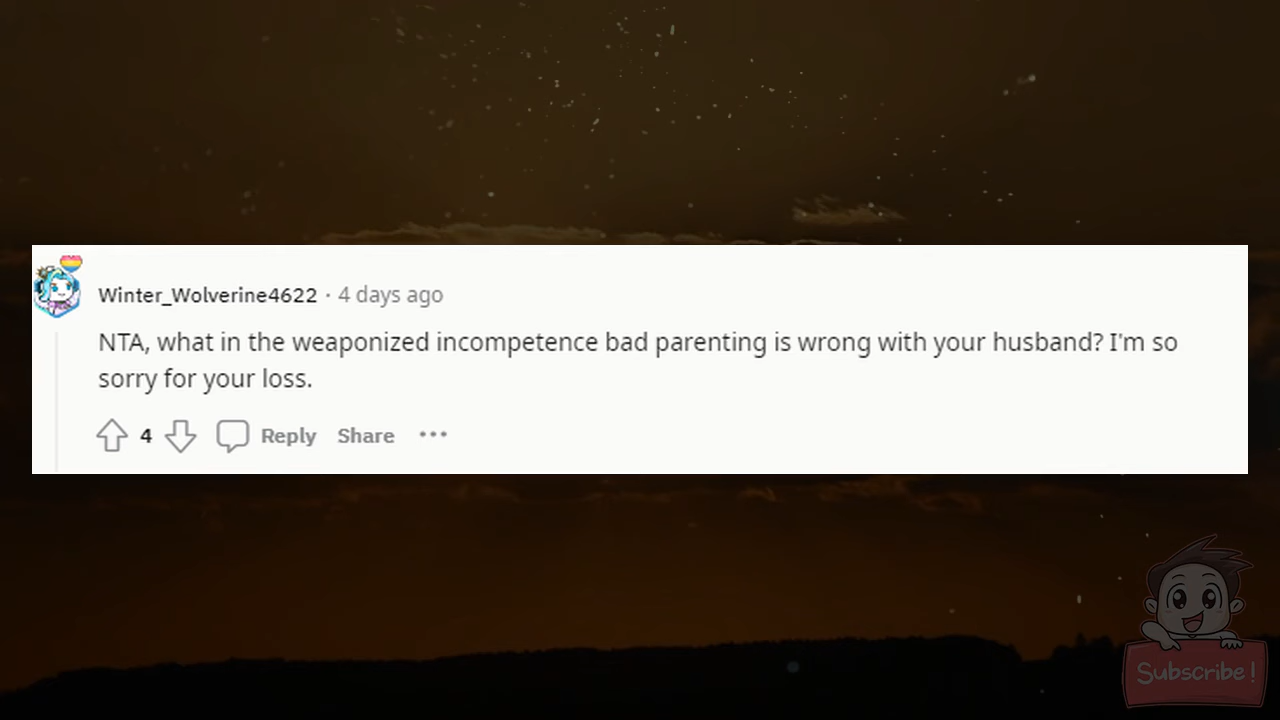 Winter_Wolverine4622 · 4 days ago
NTA, what in the weaponized incompetence bad parenting is wrong with your husband? I'm so
sorry for your loss.
4 Reply Share ···
Subscribe!